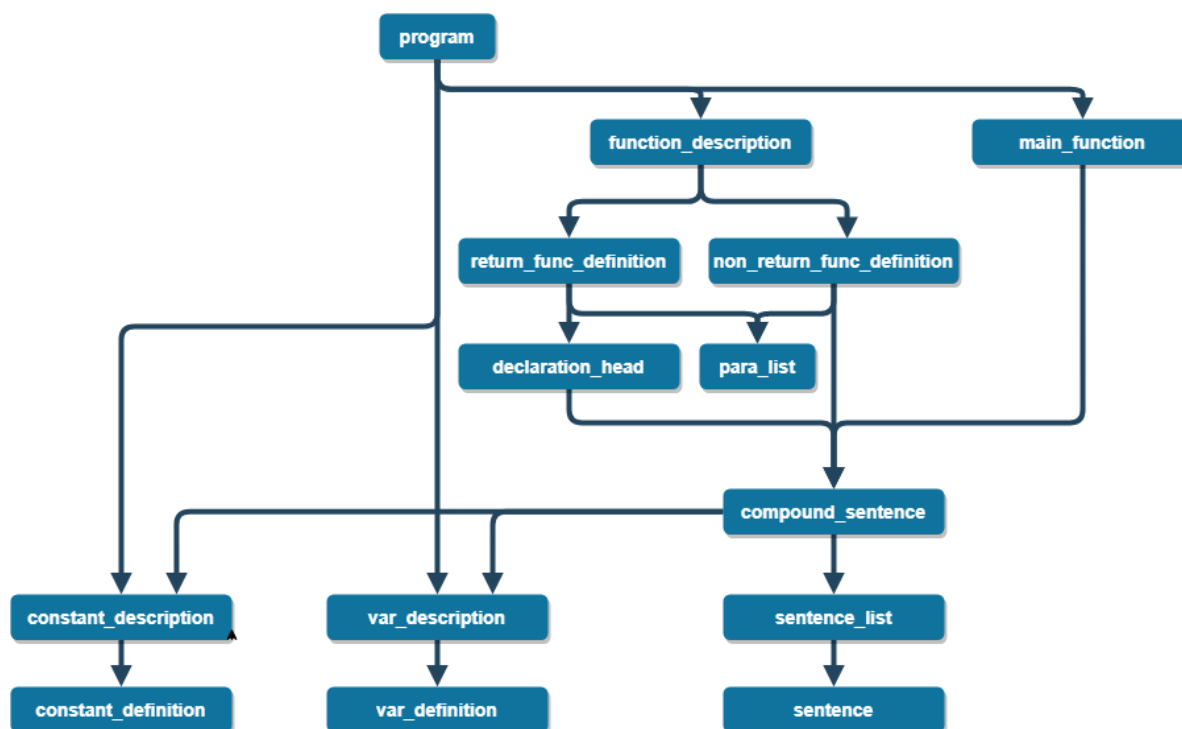 program
function_description
main_function
return_func_definition
non_return_func_definition
declaration_head
para_list
compound_sentence
constant_description
var_description
sentence_list
constant_definition
var_definition
sentence